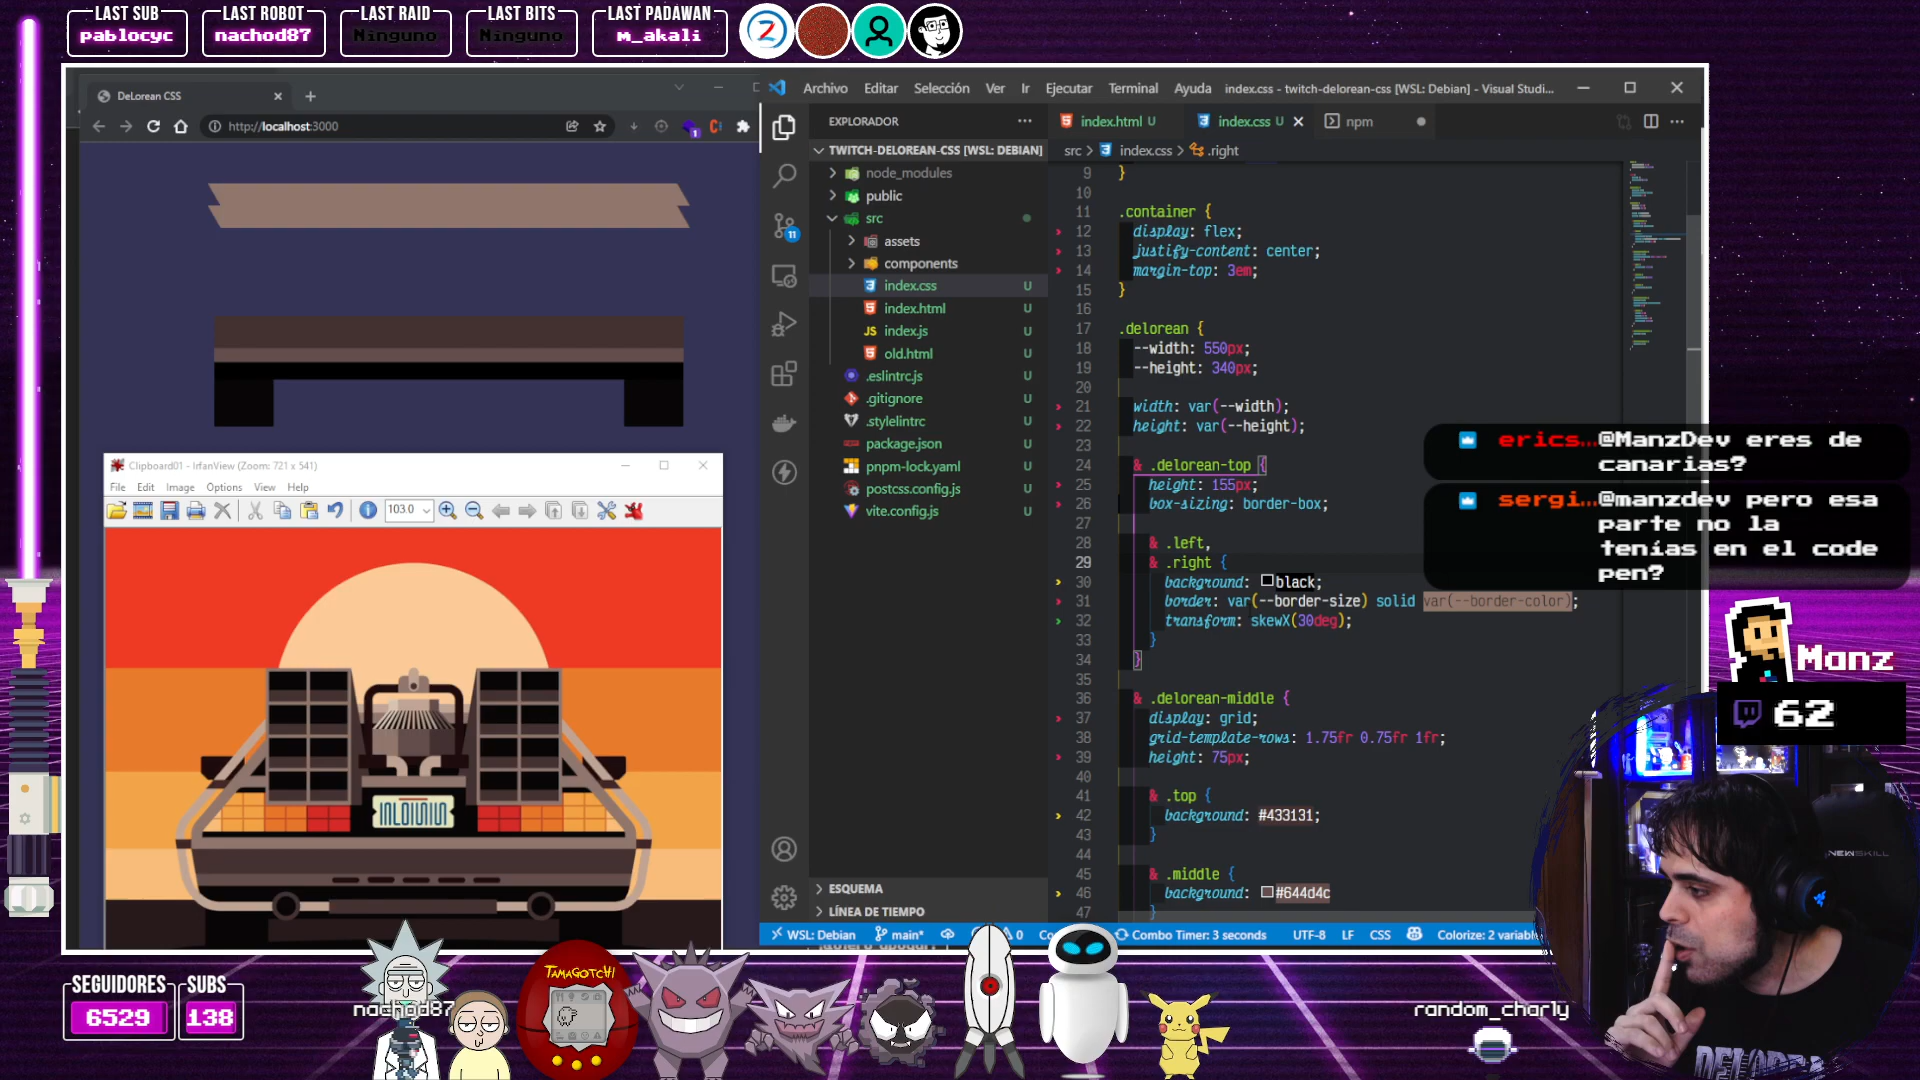 LAST SUB
pablocyc
LAST ROBOT
nachod87
LAST RAID
Ninguno
LAST BITS
Ninguno
LAST PADAWAN
m_akali
DeLorean CSS
http://localhost:3000
Archivo Editar Selección Ver Ir Ejecutar Terminal Ayuda
index.css - twitch-delorean-css [WSL: Debian] - Visual Studi...
EXPLORADOR
index.html U
index.css U
npm
TWITCH-DELOREAN-CSS [WSL: DEBIAN]
src > index.css > .right
node_modules
public
src
assets
components
index.css U
index.html U
index.js U
old.html U
.eslintrc.js U
.gitignore U
.stylelintrc U
package.json U
pnpm-lock.yaml U
postcss.config.js U
vite.config.js U
ESQUEMA
LÍNEA DE TIEMPO
11
9 }
10
11 .container {
12 display: flex;
13 justify-content: center;
14 margin-top: 3em;
15 }
16
17 .delorean {
18 --width: 550px;
19 --height: 340px;
20
21 width: var(--width);
22 height: var(--height);
23
24 & .delorean-top {
25 height: 155px;
26 box-sizing: border-box;
27
28 & .left,
29 & .right {
30 background: black;
31 border: var(--border-size) solid var(--border-color);
32 transform: skewX(30deg);
33 }
34 }
35
36 & .delorean-middle {
37 display: grid;
38 grid-template-rows: 1.75fr 0.75fr 1fr;
39 height: 75px;
40
41 & .top {
42 background: #433131;
43 }
44
45 & .middle {
46 background: #644d4c
47 }
WSL: Debian main* 0 Combo Timer: 3 seconds UTF-8 LF CSS Colorize: 2 variabl
Clipboard01 - IrfanView (Zoom: 721 x 541)
File Edit Image Options View Help
103.0
erics...@ManzDev eres de
canarias?
sergi...@manzdev pero esa
parte no la
tenías en el code
pen?
Manz
62
NEWSKILL
SEGUIDORES
6529
SUBS
138
nachod87
TAMAGOTCHI
random_charly